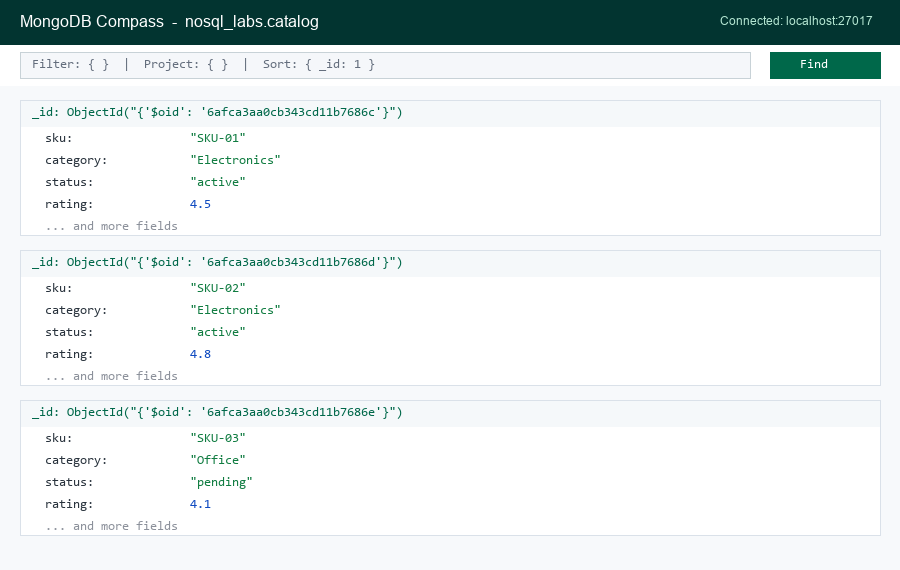 MongoDB Compass - nosql_labs.catalog
Connected: localhost:27017
Filter: { } | Project: { } | Sort: { _id: 1 }
Find
_id: ObjectId("{'$oid': '6afca3aa0cb343cd11b7686c'}")
sku: "SKU-01"
category: "Electronics"
status: "active"
rating: 4.5
... and more fields
_id: ObjectId("{'$oid': '6afca3aa0cb343cd11b7686d'}")
sku: "SKU-02"
category: "Electronics"
status: "active"
rating: 4.8
... and more fields
_id: ObjectId("{'$oid': '6afca3aa0cb343cd11b7686e'}")
sku: "SKU-03"
category: "Office"
status: "pending"
rating: 4.1
... and more fields